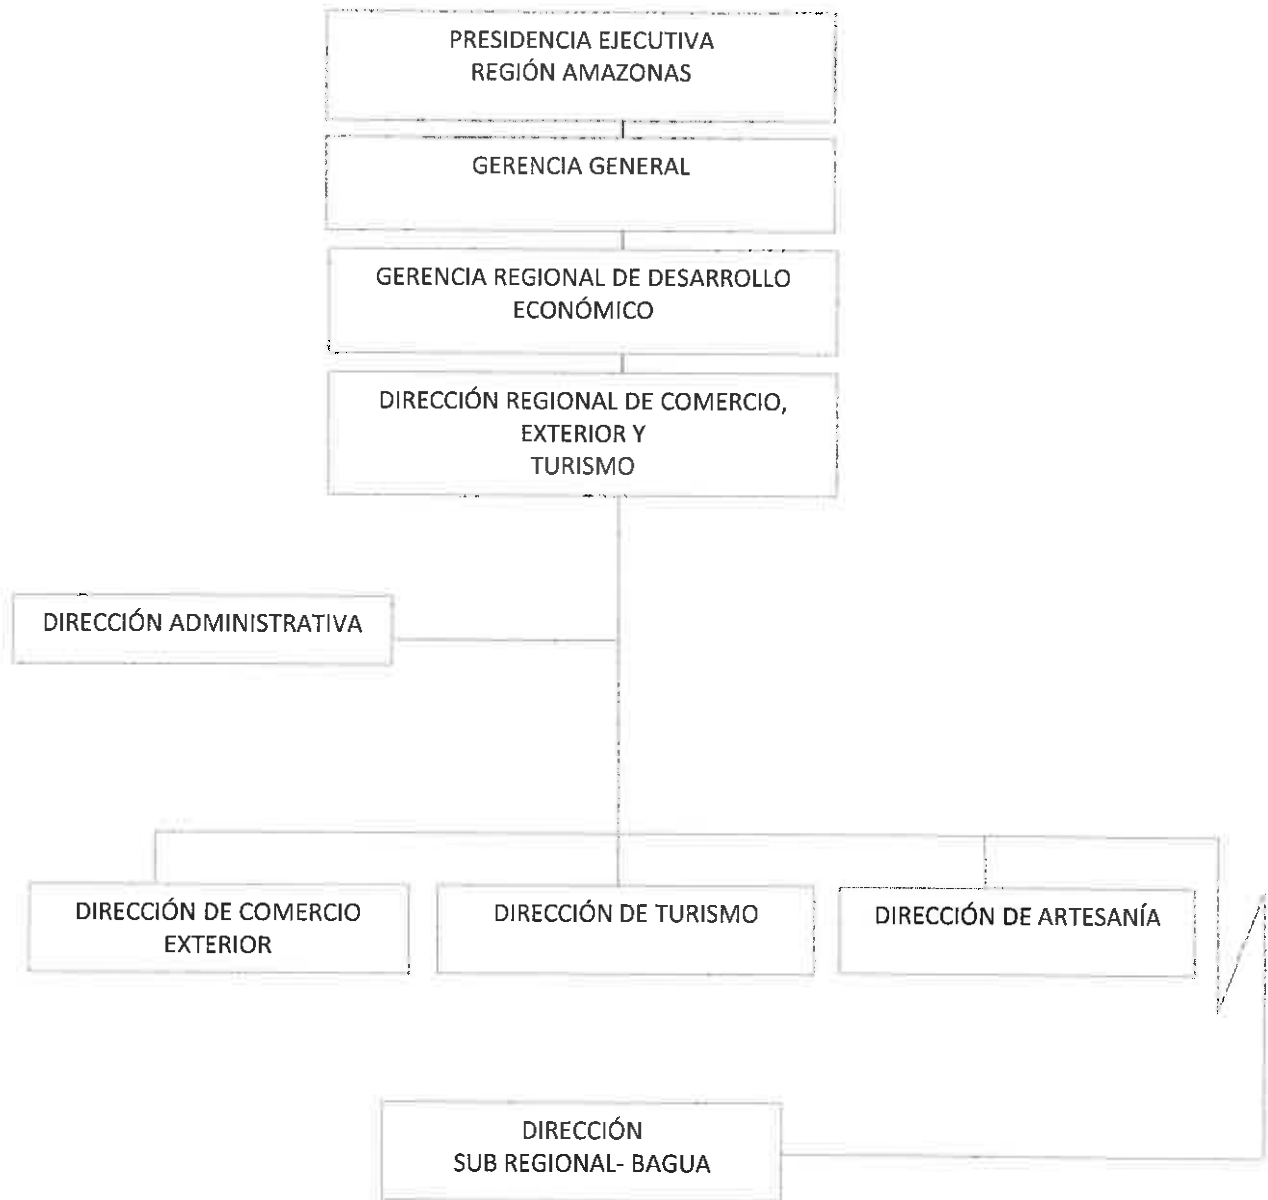 PRESIDENCIA EJECUTIVA
REGIÓN AMAZONAS
GERENCIA GENERAL
GERENCIA REGIONAL DE DESARROLLO
ECONÓMICO
DIRECCIÓN REGIONAL DE COMERCIO,
EXTERIOR Y
TURISMO
DIRECCIÓN ADMINISTRATIVA
DIRECCIÓN DE COMERCIO
EXTERIOR
DIRECCIÓN DE TURISMO
DIRECCIÓN DE ARTESANÍA
DIRECCIÓN
SUB REGIONAL- BAGUA